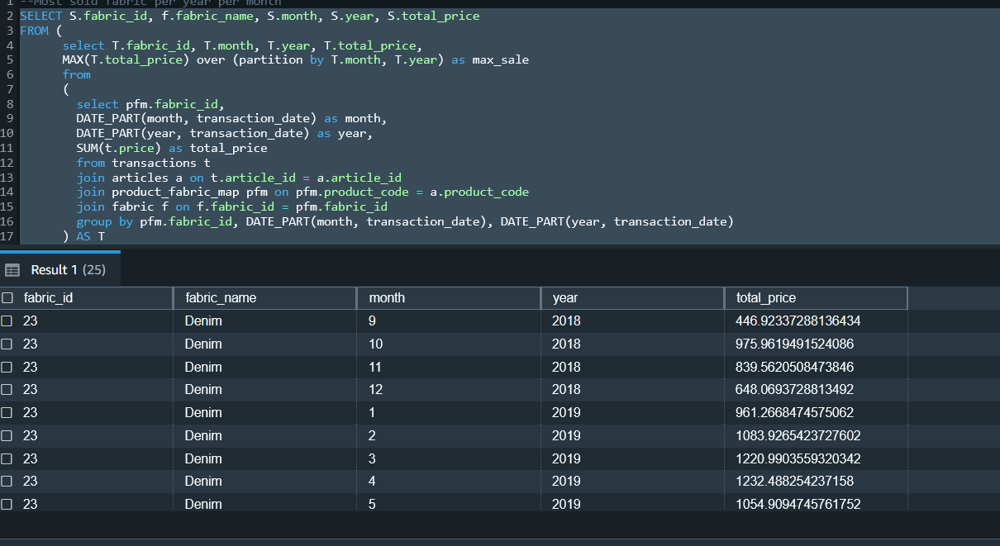 1 --Most sold fabric per year per month
2 SELECT S.fabric_id, f.fabric_name, S.month, S.year, S.total_price
3 FROM (
4 select T.fabric_id, T.month, T.year, T.total_price,
5 MAX(T.total_price) over (partition by T.month, T.year) as max_sale
6 from
7 (
8 select pfm.fabric_id,
9 DATE_PART(month, transaction_date) as month,
10 DATE_PART(year, transaction_date) as year,
11 SUM(t.price) as total_price
12 from transactions t
13 join articles a on t.article_id = a.article_id
14 join product_fabric_map pfm on pfm.product_code = a.product_code
15 join fabric f on f.fabric_id = pfm.fabric_id
16 group by pfm.fabric_id, DATE_PART(month, transaction_date), DATE_PART(year, transaction_date)
17 ) AS T
Result 1 (25)
fabric_id fabric_name month year total_price
23 Denim 9 2018 446.92337288136434
23 Denim 10 2018 975.9619491524086
23 Denim 11 2018 839.5620508473846
23 Denim 12 2018 648.0693728813492
23 Denim 1 2019 961.2668474575062
23 Denim 2 2019 1083.9265423727602
23 Denim 3 2019 1220.9903559320342
23 Denim 4 2019 1232.488254237158
23 Denim 5 2019 1054.9094745761752